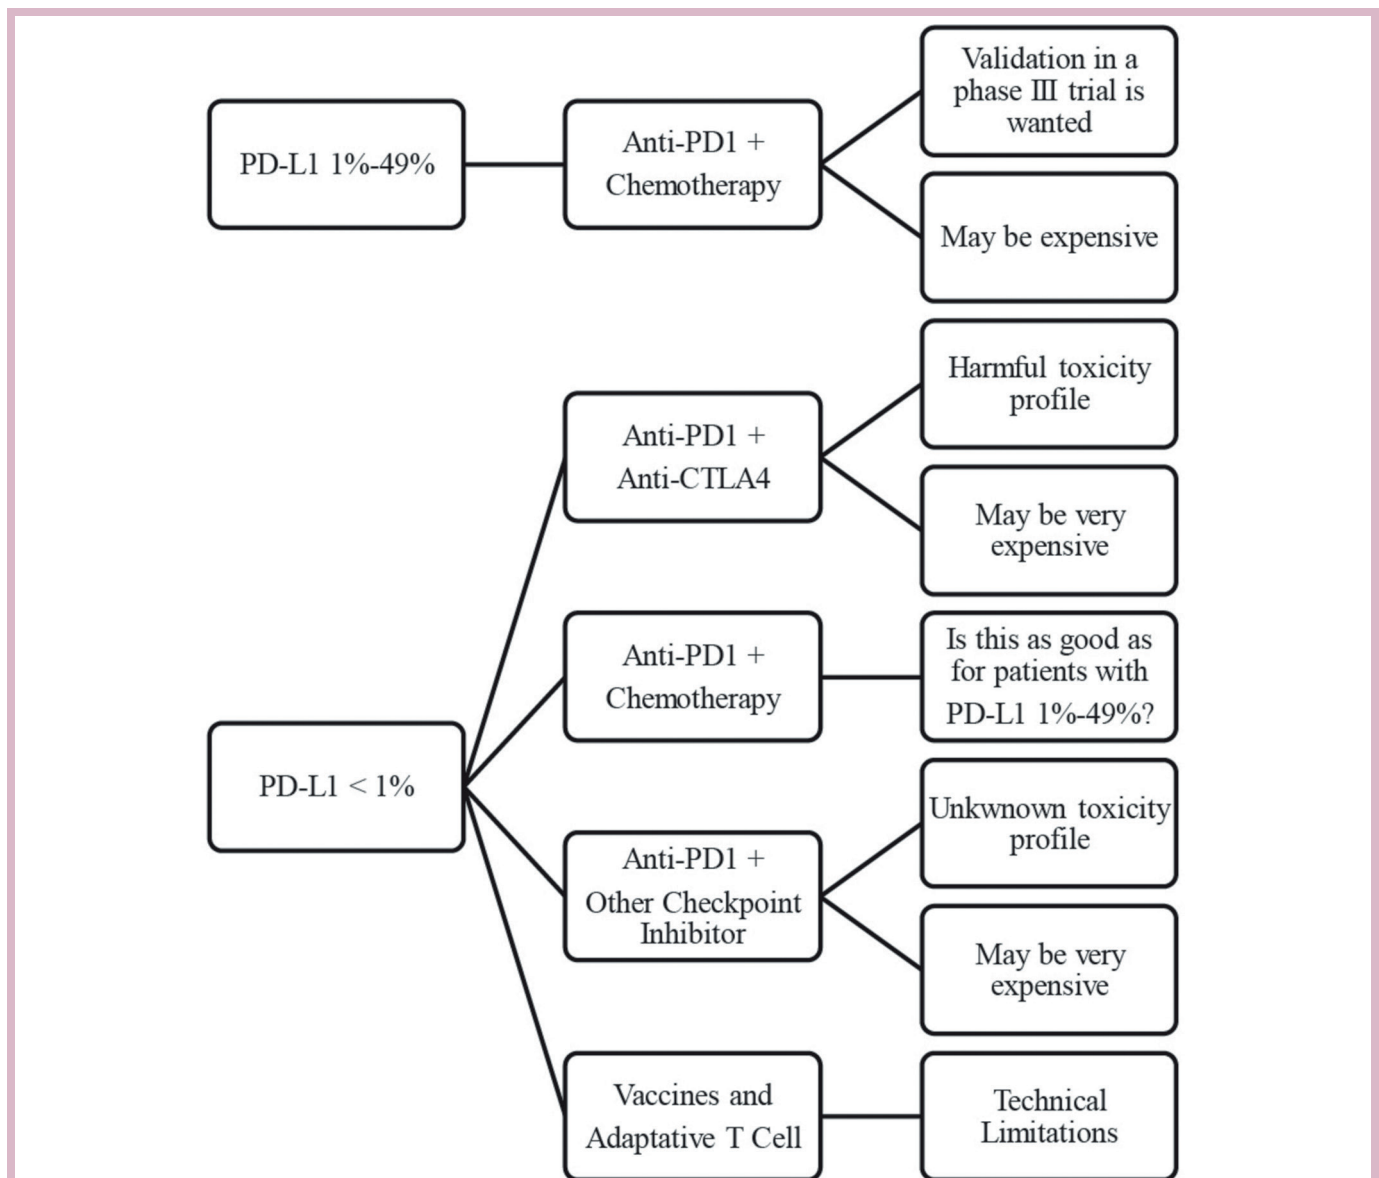 PD-L1 1%-49%
Anti-PD1 +
Chemotherapy
Validation in a
phase III trial is
wanted
May be expensive
PD-L1 < 1%
Anti-PD1 +
Anti-CTLA4
Harmful toxicity
profile
May be very
expensive
Anti-PD1 +
Chemotherapy
Is this as good as
for patients with
PD-L1 1%-49%?
Anti-PD1 +
Other Checkpoint
Inhibitor
Unkwnown toxicity
profile
May be very
expensive
Vaccines and
Adaptative T Cell
Technical
Limitations